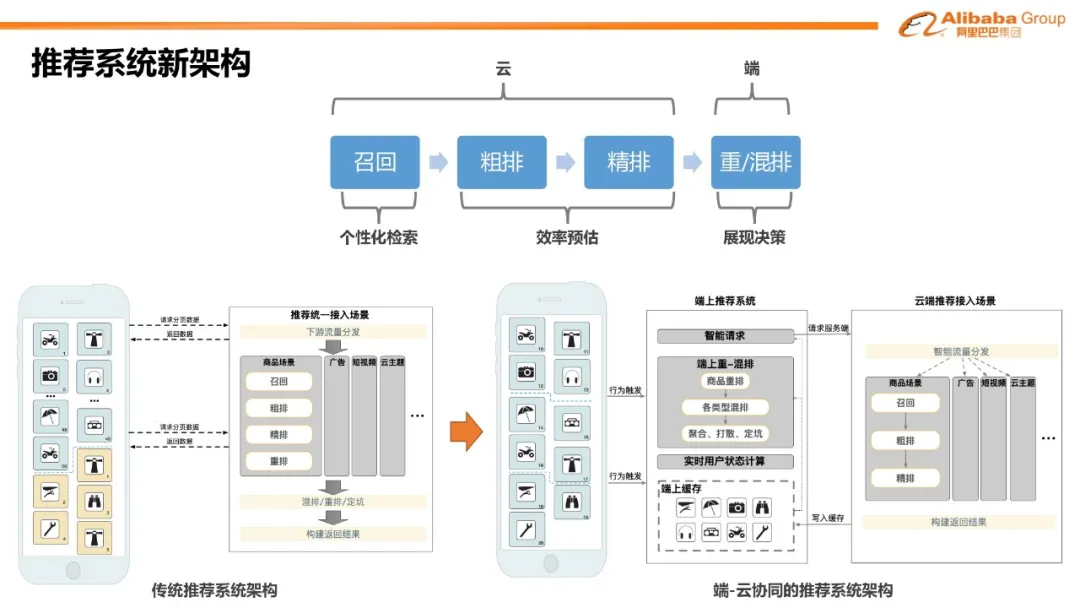 Alibaba Group
阿里巴巴集团
推荐系统新架构
云
端
召回
粗排
精排
重/混排
个性化检索
效率预估
展现决策
请求分页数据
返回数据
请求分页数据
返回数据
推荐统一接入场景
下游流量分发
商品场景
广告
短视频
云主题
召回
粗排
精排
重排
...
混排/重排/定坑
构建返回结果
传统推荐系统架构
行为触发
行为触发
端上推荐系统
智能请求
端上重-混排
商品重排
各类型混排
聚合、打散、定坑
实时用户状态计算
端上缓存
请求服务端
写入缓存
云端推荐接入场景
智能流量分发
商品场景
广告
短视频
云主题
召回
粗排
精排
...
构建返回结果
端-云协同的推荐系统架构